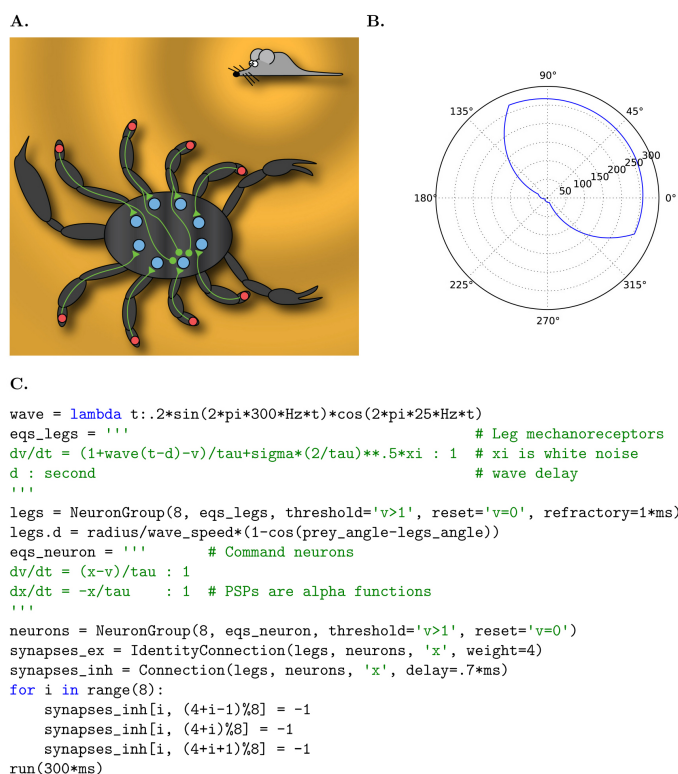 A.
B.
90°
135°
45°
180°
50 100 150 200 250 300
0°
225°
315°
270°
C.
wave = lambda t:.2*sin(2*pi*300*Hz*t)*cos(2*pi*25*Hz*t)
eqs_legs = ''' # Leg mechanoreceptors
dv/dt = (1+wave(t-d)-v)/tau+sigma*(2/tau)**.5*xi : 1 # xi is white noise
d : second # wave delay
'''
legs = NeuronGroup(8, eqs_legs, threshold='v>1', reset='v=0', refractory=1*ms)
legs.d = radius/wave_speed*(1-cos(prey_angle-legs_angle))
eqs_neuron = ''' # Command neurons
dv/dt = (x-v)/tau : 1
dx/dt = -x/tau : 1 # PSPs are alpha functions
'''
neurons = NeuronGroup(8, eqs_neuron, threshold='v>1', reset='v=0')
synapses_ex = IdentityConnection(legs, neurons, 'x', weight=4)
synapses_inh = Connection(legs, neurons, 'x', delay=.7*ms)
for i in range(8):
    synapses_inh[i, (4+i-1)%8] = -1
    synapses_inh[i, (4+i)%8] = -1
    synapses_inh[i, (4+i+1)%8] = -1
run(300*ms)